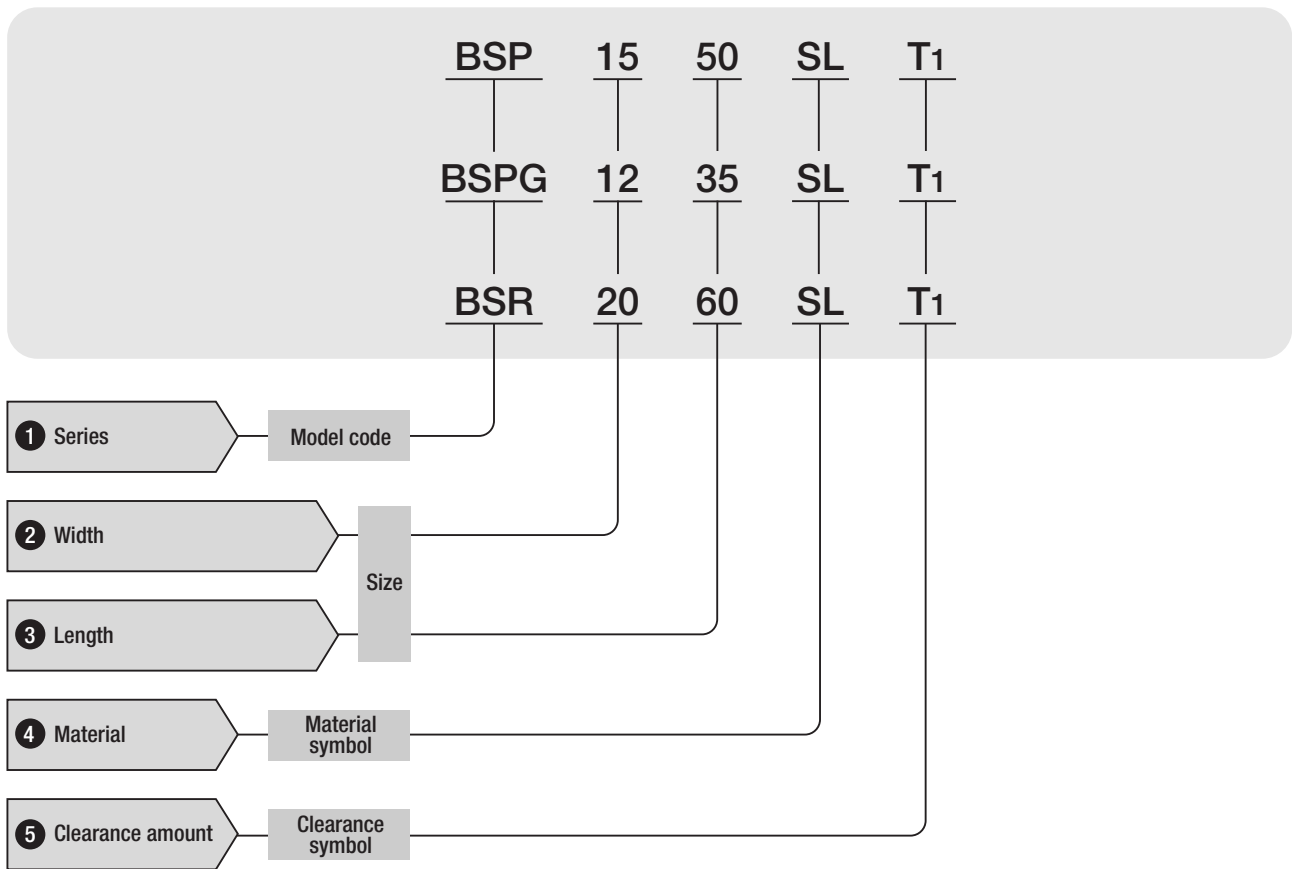 BSP 15 50 SL T1
BSPG 12 35 SL T1
BSR 20 60 SL T1
1 Series
Model code
2 Width
Size
3 Length
4 Material
Material
symbol
5 Clearance amount
Clearance
symbol